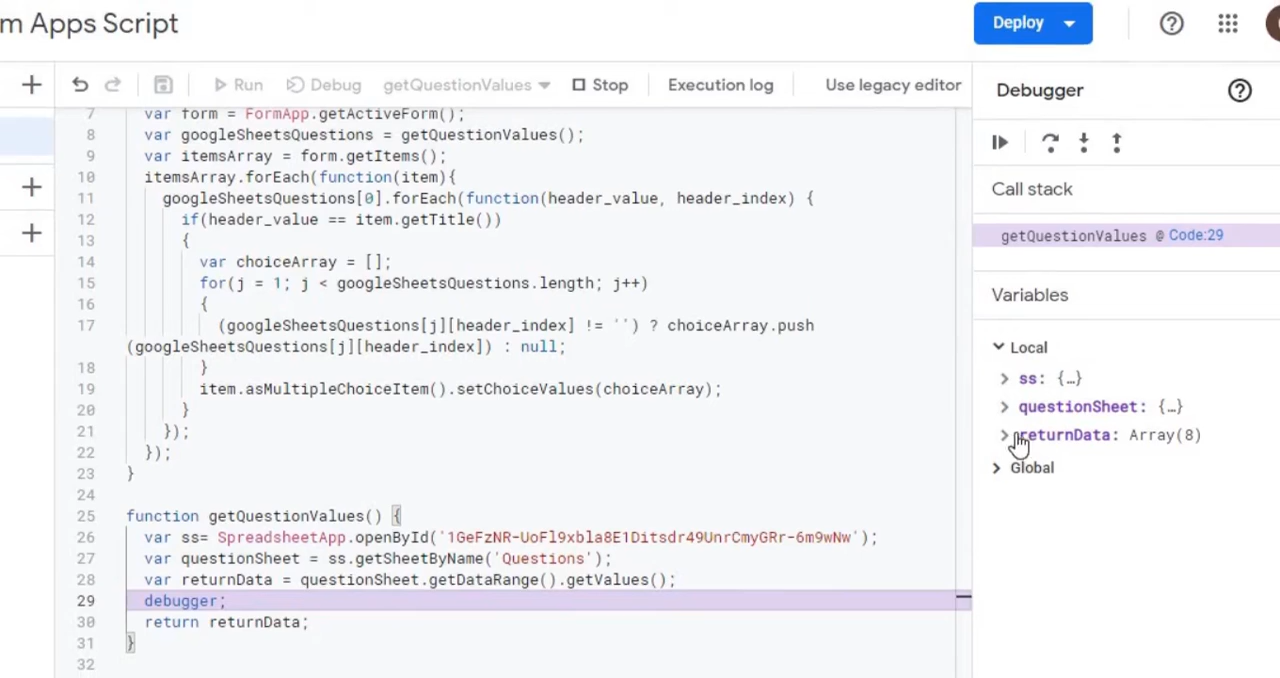 m Apps Script
Deploy
Run Debug getQuestionValues Stop Execution log Use legacy editor
7 var form = FormApp.getActiveForm();
8 var googleSheetsQuestions = getQuestionValues();
9 var itemsArray = form.getItems();
10 itemsArray.forEach(function(item){
11 googleSheetsQuestions[0].forEach(function(header_value, header_index) {
12 if(header_value == item.getTitle())
13 {
14 var choiceArray = [];
15 for(j = 1; j < googleSheetsQuestions.length; j++)
16 {
17 (googleSheetsQuestions[j][header_index] != '') ? choiceArray.push
(googleSheetsQuestions[j][header_index]) : null;
18 }
19 item.asMultipleChoiceItem().setChoiceValues(choiceArray);
20 }
21 });
22 });
23 }
24
25 function getQuestionValues() {
26 var ss= SpreadsheetApp.openById('1GeFzNR-UoFl9xbla8E1Ditsdr49UnrCmyGRr-6m9wNw');
27 var questionSheet = ss.getSheetByName('Questions');
28 var returnData = questionSheet.getDataRange().getValues();
29 debugger;
30 return returnData;
31 }
32
Debugger
Call stack
getQuestionValues @ Code:29
Variables
Local
ss: {…}
questionSheet: {…}
returnData: Array(8)
Global